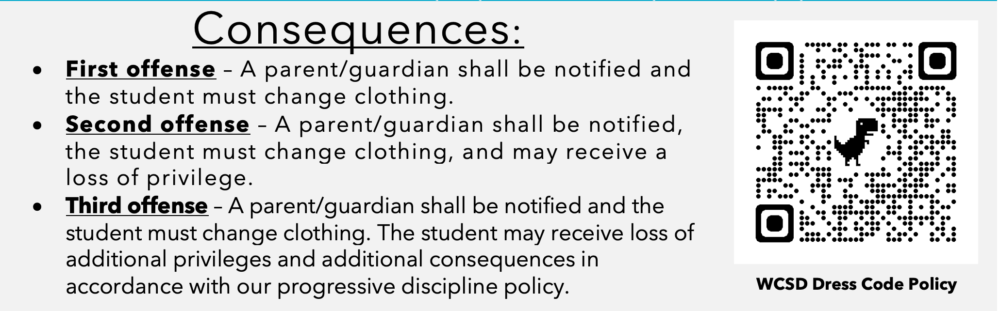 Consequences:
• First offense – A parent/guardian shall be notified and
the student must change clothing.
• Second offense – A parent/guardian shall be notified,
the student must change clothing, and may receive a
loss of privilege.
• Third offense – A parent/guardian shall be notified and the
student must change clothing. The student may receive loss of
additional privileges and additional consequences in
accordance with our progressive discipline policy.
WCSD Dress Code Policy